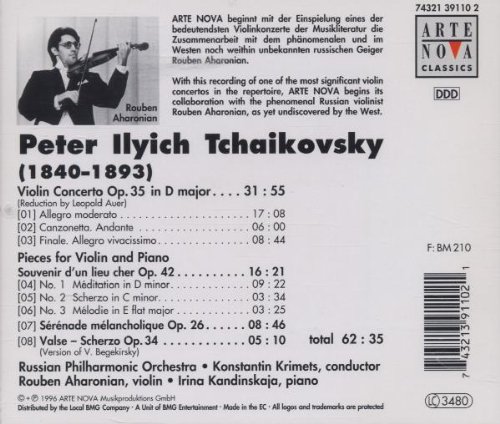 74321 39110 2
ARTE NOVA beginnt mit der Einspielung eines der
bedeutendsten Violinkonzerte der Musikliteratur die
Zusammenarbeit mit dem phänomenalen und im
Westen noch weithin unbekannten russischen Geiger
Rouben Aharonian.
With this recording of one of the most significant violin
concertos in the repertoire, ARTE NOVA begins its
collaboration with the phenomenal Russian violinist
Rouben Aharonian, as yet undiscovered by the West.
ARTE
NOVA
CLASSICS
DDD
Rouben
Aharonian
Peter Ilyich Tchaikovsky
(1840-1893)
Violin Concerto Op. 35 in D major.... 31 : 55
(Reduction by Leopold Auer)
[01] Allegro moderato 17 : 08
[02] Canzonetta. Andante 06 : 00
[03] Finale. Allegro vivacissimo 08 : 44
Pieces for Violin and Piano
Souvenir d'un lieu cher Op. 42 16 : 21
[04] No. 1 Méditation in D minor 09 : 22
[05] No. 2 Scherzo in C minor 03 : 34
[06] No. 3 Mélodie in E flat major 03 : 25
[07] Sérénade mélancholique Op. 26 08 : 46
[08] Valse – Scherzo Op. 34 05 : 10 total 62 : 35
(Version of V. Begekirsky)
Russian Philharmonic Orchestra • Konstantin Krimets, conductor
Rouben Aharonian, violin • Irina Kandinskaja, piano
© + ℗ 1996 ARTE NOVA Musikproduktions GmbH
Distributed by the Local BMG Company • A Unit of BMG Entertainment • Made in the EC • All logos and trademarks are protected
F: BM 210
7 43213 91102 1
LC 3480